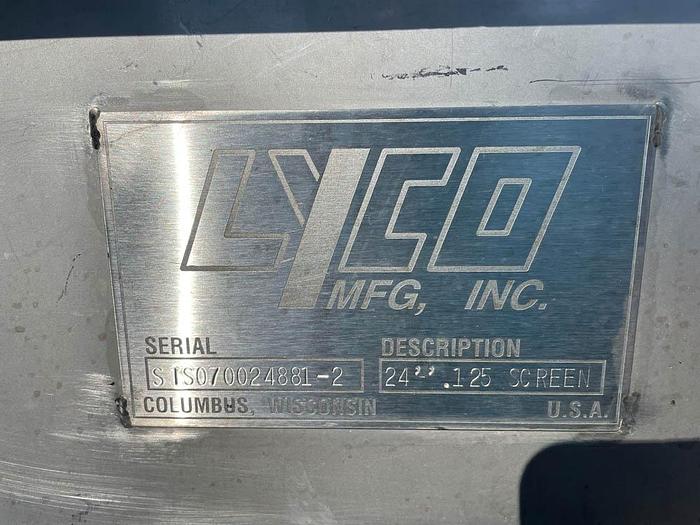 LYCO
MFG, INC.
SERIAL DESCRIPTION
STS070024881-2 24" .125 SCREEN
COLUMBUS, WISCONSIN U.S.A.